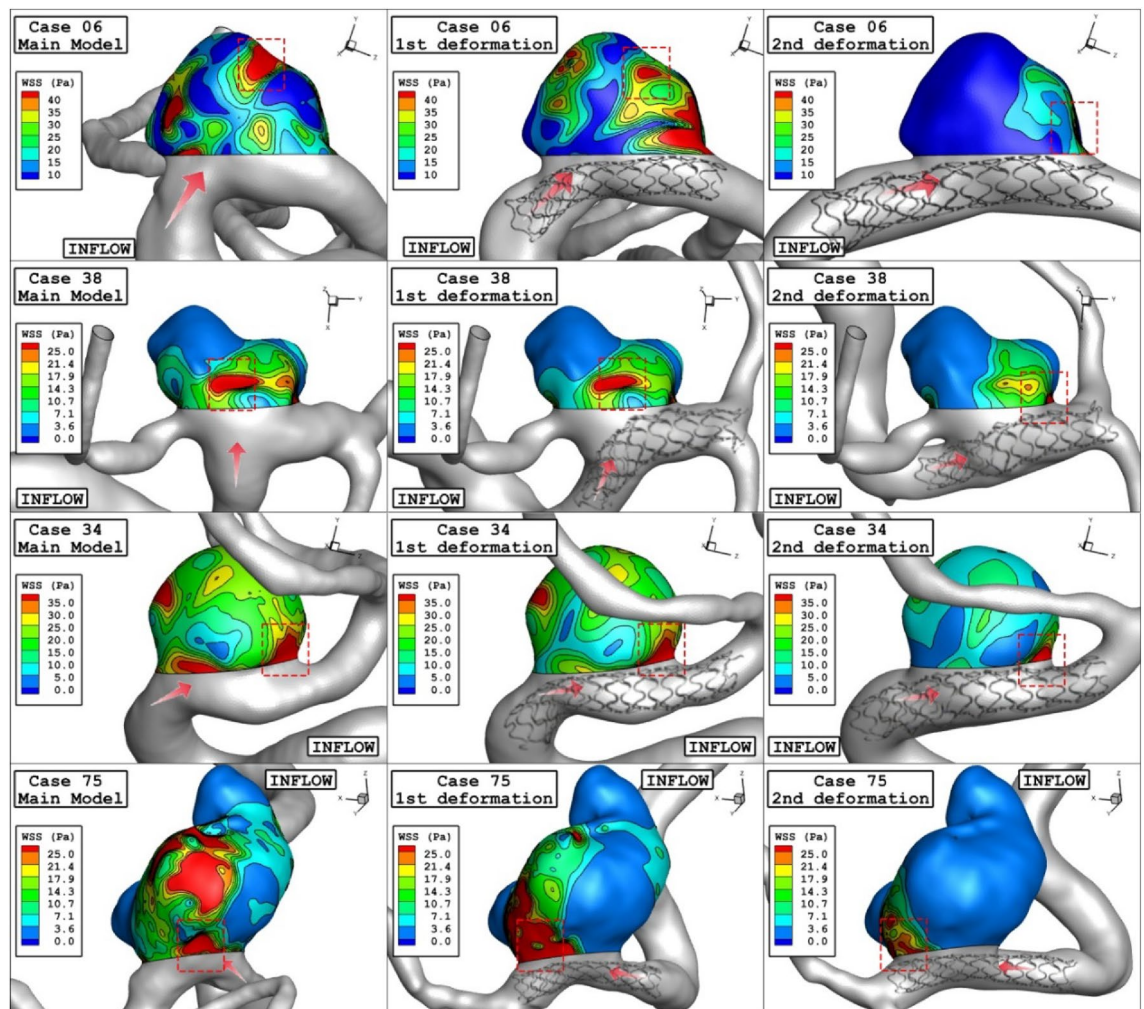 Case 06
Main Model
WSS (Pa)
40
35
30
25
20
15
10
INFLOW
Case 06
1st deformation
WSS (Pa)
40
35
30
25
20
15
10
INFLOW
Case 06
2nd deformation
WSS (Pa)
40
35
30
25
20
15
10
INFLOW
Case 38
Main Model
WSS (Pa)
25.0
21.4
17.9
14.3
10.7
7.1
3.6
0.0
INFLOW
Case 38
1st deformation
WSS (Pa)
25.0
21.4
17.9
14.3
10.7
7.1
3.6
0.0
INFLOW
Case 38
2nd deformation
WSS (Pa)
25.0
21.4
17.9
14.3
10.7
7.1
3.6
0.0
INFLOW
Case 34
Main Model
WSS (Pa)
35.0
30.0
25.0
20.0
15.0
10.0
5.0
0.0
INFLOW
Case 34
1st deformation
WSS (Pa)
35.0
30.0
25.0
20.0
15.0
10.0
5.0
0.0
INFLOW
Case 34
2nd deformation
WSS (Pa)
35.0
30.0
25.0
20.0
15.0
10.0
5.0
0.0
INFLOW
Case 75
Main Model
INFLOW
WSS (Pa)
25.0
21.4
17.9
14.3
10.7
7.1
3.6
0.0
Case 75
1st deformation
INFLOW
WSS (Pa)
25.0
21.4
17.9
14.3
10.7
7.1
3.6
0.0
Case 75
2nd deformation
INFLOW
WSS (Pa)
25.0
21.4
17.9
14.3
10.7
7.1
3.6
0.0